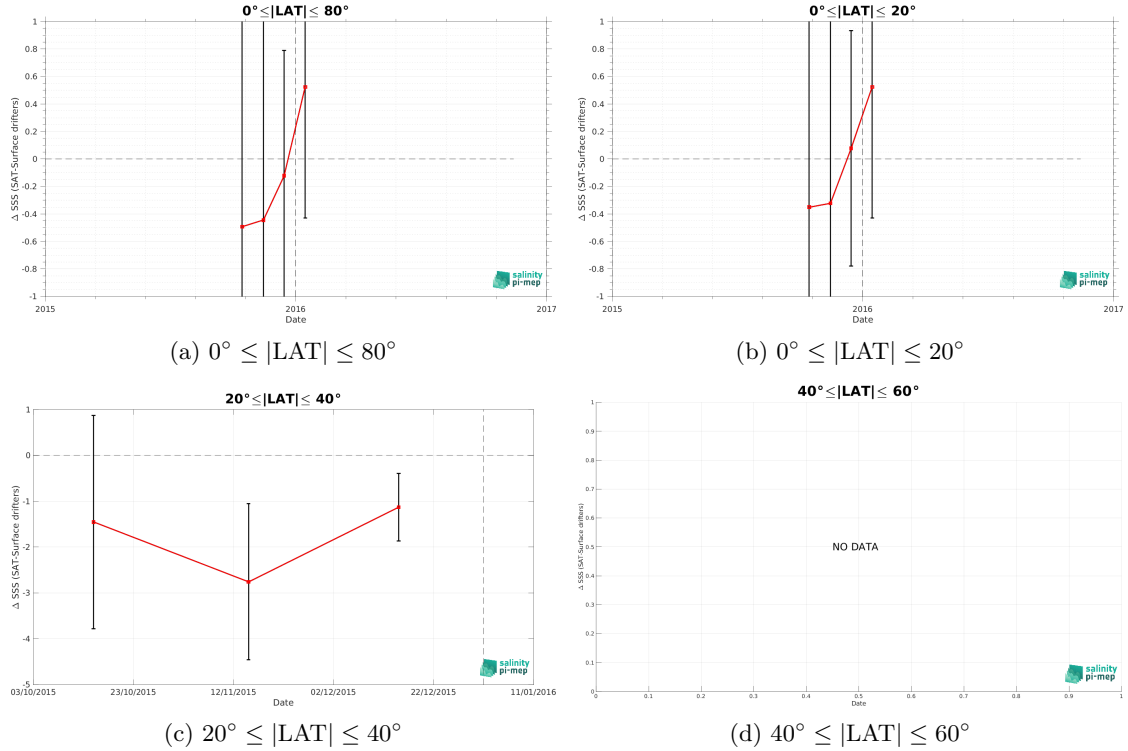 0°≤|LAT|≤ 80°
1
0.8
0.6
0.4
0.2
0
-0.2
-0.4
-0.6
-0.8
-1
Δ SSS (SAT-Surface drifters)
2015
2016
2017
Date
salinity
pi-mep
(a) 0° ≤ |LAT| ≤ 80°
0°≤|LAT|≤ 20°
1
0.8
0.6
0.4
0.2
0
-0.2
-0.4
-0.6
-0.8
-1
Δ SSS (SAT-Surface drifters)
2015
2016
2017
Date
salinity
pi-mep
(b) 0° ≤ |LAT| ≤ 20°
20°≤|LAT|≤ 40°
1
0
-1
-2
-3
-4
-5
Δ SSS (SAT-Surface drifters)
03/10/2015
23/10/2015
12/11/2015
02/12/2015
22/12/2015
11/01/2016
Date
salinity
pi-mep
(c) 20° ≤ |LAT| ≤ 40°
40°≤|LAT|≤ 60°
1
0.9
0.8
0.7
0.6
0.5
0.4
0.3
0.2
0.1
0
Δ SSS (SAT-Surface drifters)
NO DATA
0
0.1
0.2
0.3
0.4
0.5
0.6
0.7
0.8
0.9
1
Date
salinity
pi-mep
(d) 40° ≤ |LAT| ≤ 60°